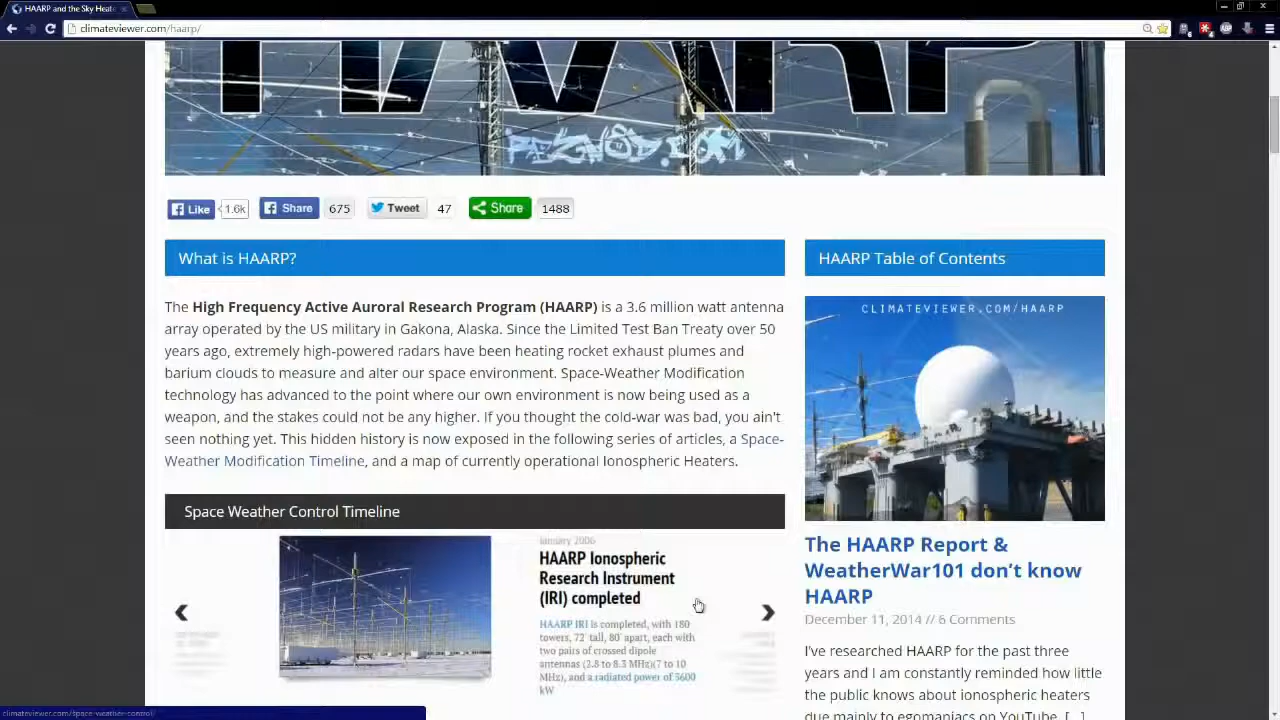 HAARP and the Sky Heate
climateviewer.com/haarp/
HAARP
Like
1.6k
Share
675
Tweet
47
Share
1488
What is HAARP?
The High Frequency Active Auroral Research Program (HAARP) is a 3.6 million watt antenna
array operated by the US military in Gakona, Alaska. Since the Limited Test Ban Treaty over 50
years ago, extremely high-powered radars have been heating rocket exhaust plumes and
barium clouds to measure and alter our space environment. Space-Weather Modification
technology has advanced to the point where our own environment is now being used as a
weapon, and the stakes could not be any higher. If you thought the cold-war was bad, you ain't
seen nothing yet. This hidden history is now exposed in the following series of articles, a Space-
Weather Modification Timeline, and a map of currently operational Ionospheric Heaters.
Space Weather Control Timeline
January 2006
HAARP Ionospheric
Research Instrument
(IRI) completed
HAARP IRI is completed, with 180
towers, 72' tall, 80' apart, each with
two pairs of crossed dipole
antennas (2.8 to 8.3 MHz)(7 to 10
MHz), and a radiated power of 3600
kW
HAARP Table of Contents
CLIMATEVIEWER.COM/HAARP
The HAARP Report &
WeatherWar101 don't know
HAARP
December 11, 2014 // 6 Comments
I've researched HAARP for the past three
years and I am constantly reminded how little
the public knows about ionospheric heaters
due mainly to egomaniacs on YouTube. [...]
climateviewer.com/space-weather-control/